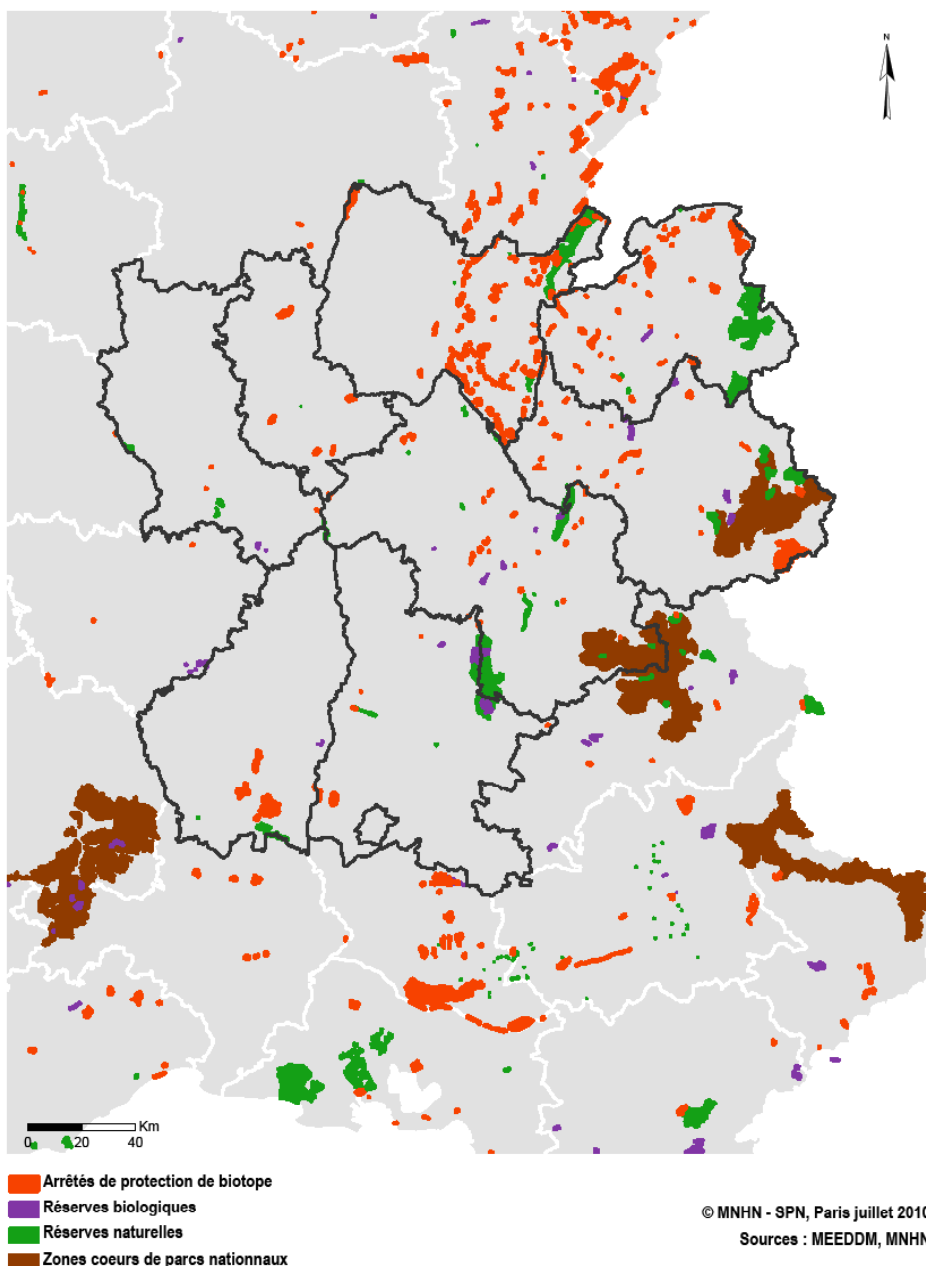 N
Km
0 20 40
Arrêtés de protection de biotope
Réserves biologiques
Réserves naturelles
Zones coeurs de parcs nationnaux
© MNHN - SPN, Paris juillet 2010
Sources : MEEDDM, MNHN